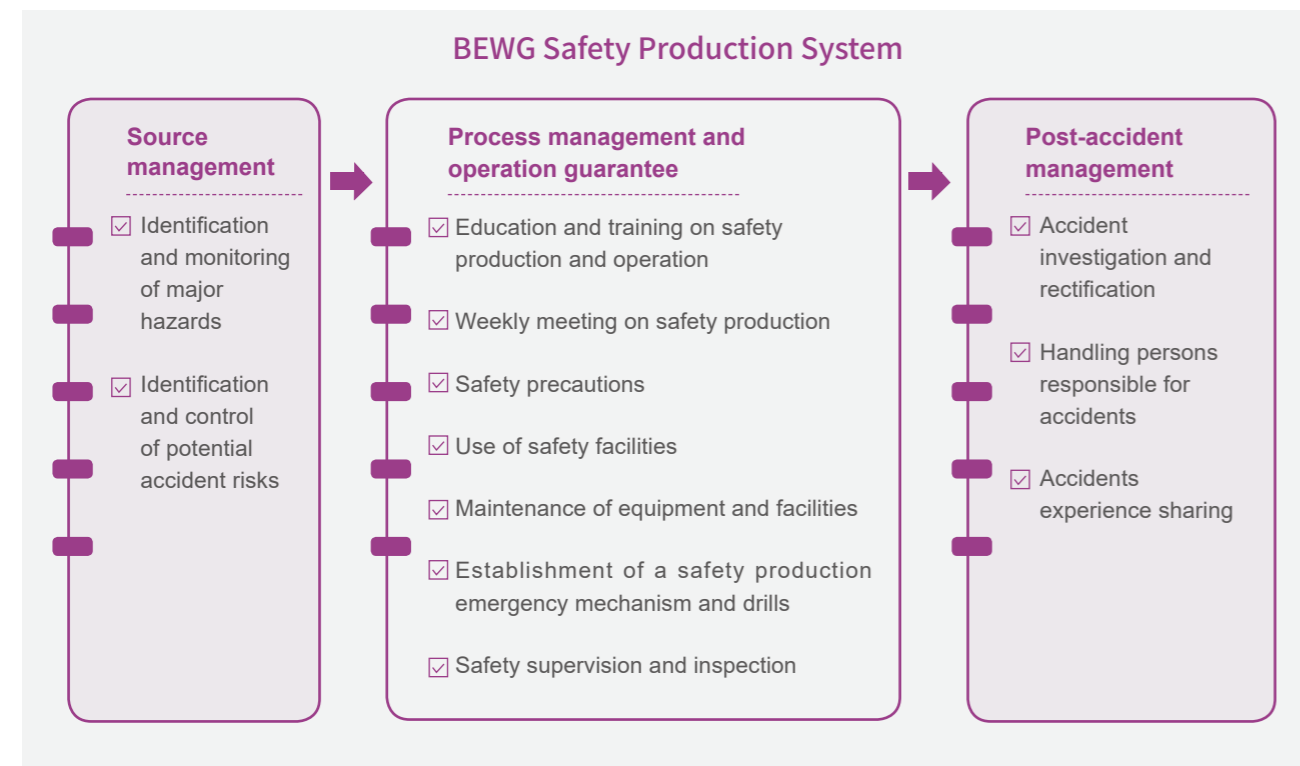 BEWG Safety Production System
Source
management
Identification
and monitoring
of major
hazards
Identification
and control
of potential
accident risks
Process management and
operation guarantee
Education and training on safety
production and operation
Weekly meeting on safety production
Safety precautions
Use of safety facilities
Maintenance of equipment and facilities
Establishment of a safety production
emergency mechanism and drills
Safety supervision and inspection
Post-accident
management
Accident
investigation and
rectification
Handling persons
responsible for
accidents
Accidents
experience sharing